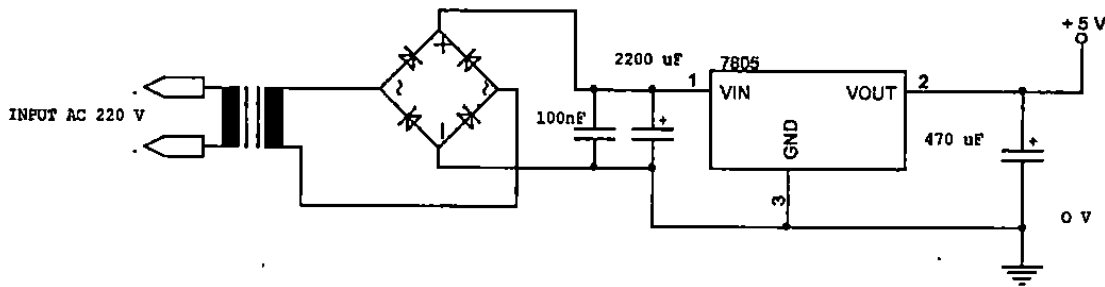 +5 V
2200 uF
7805
1
VIN
VOUT
2
INPUT AC 220 V
100nF
GND
470 uF
3
0 V